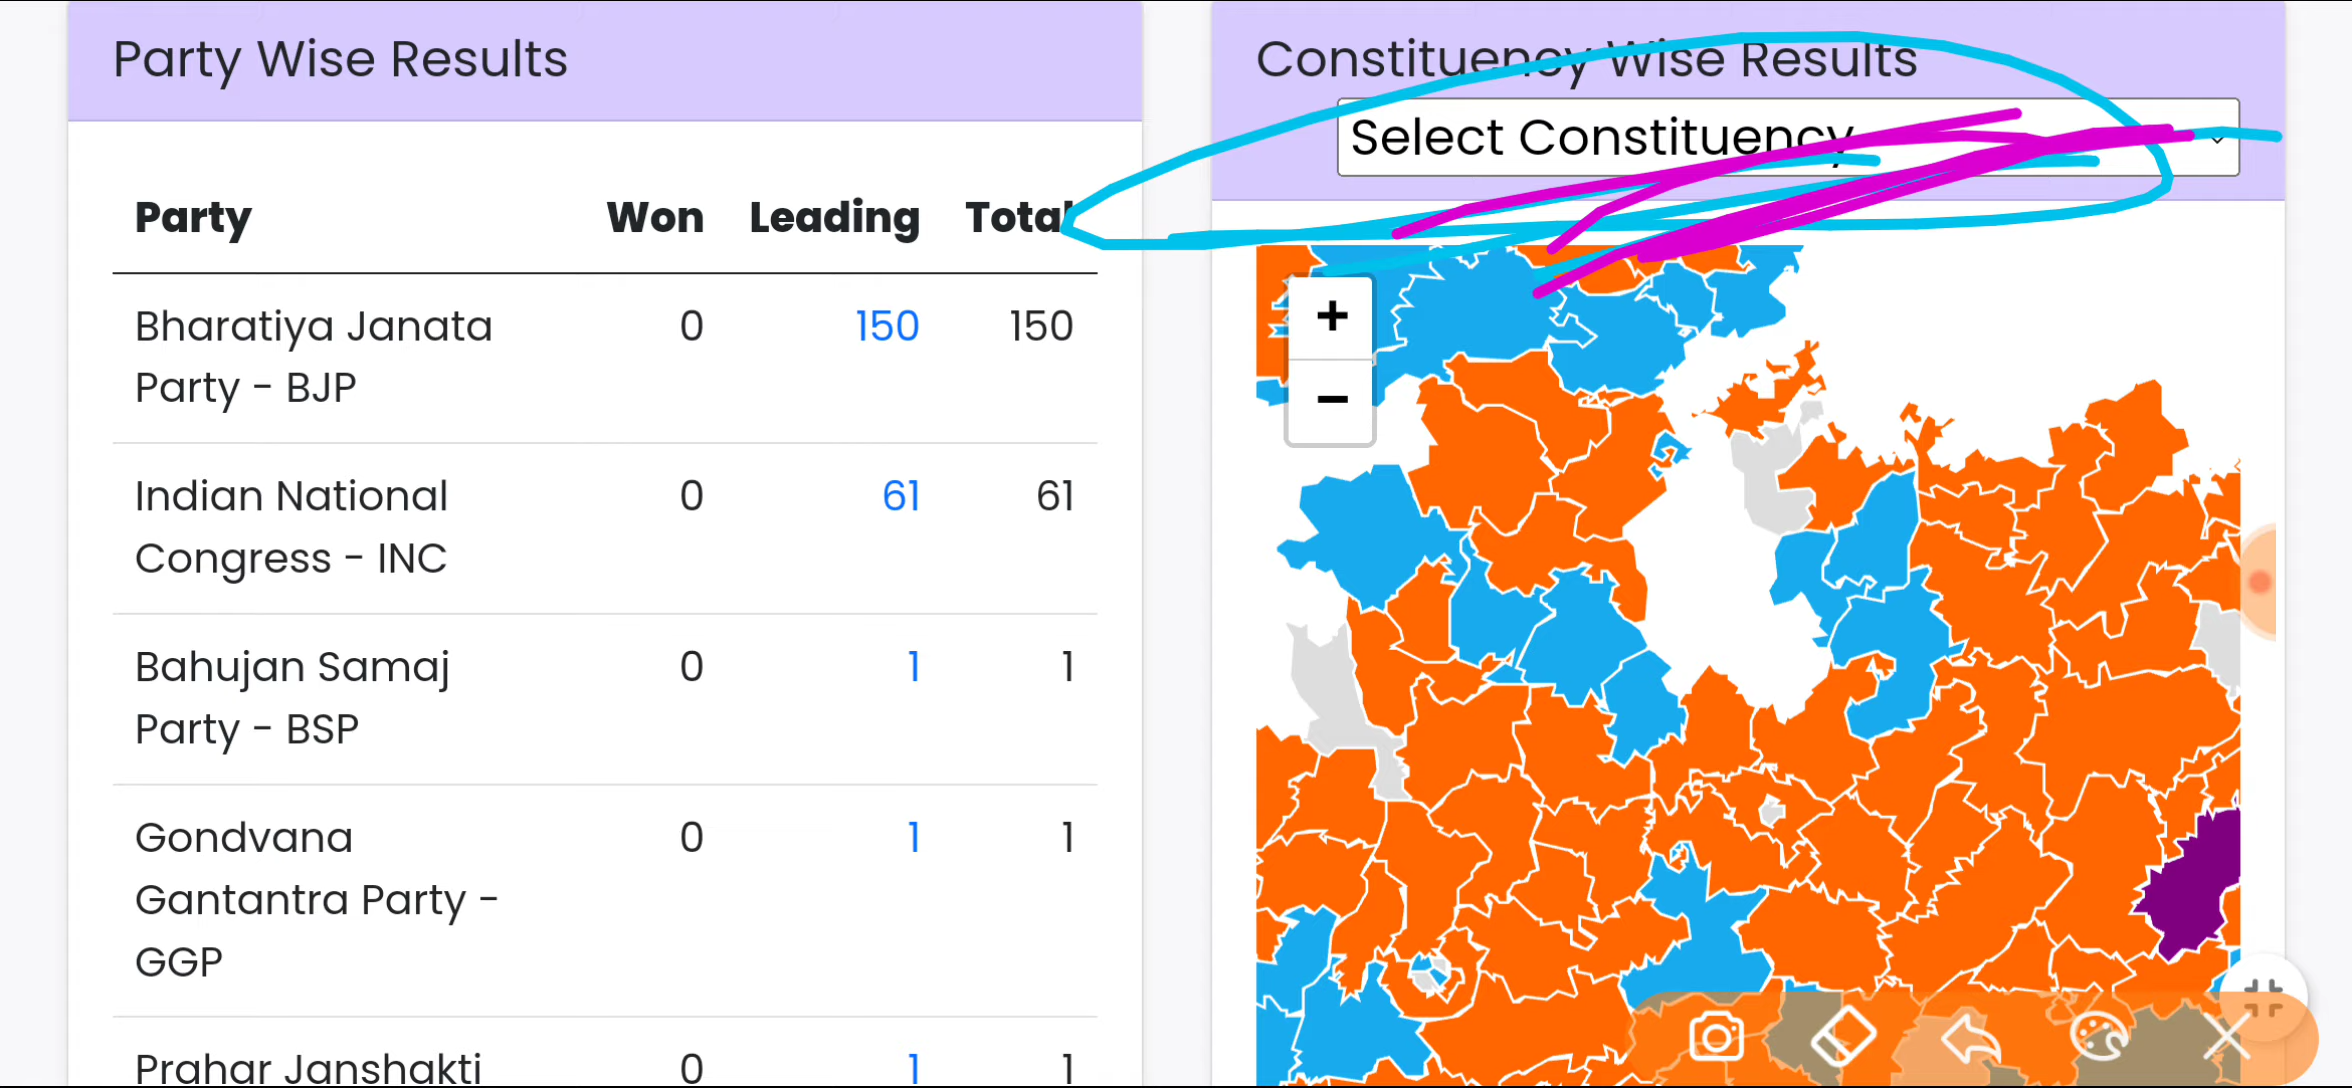 Party Wise Results
Party Won Leading Total
Bharatiya Janata
Party - BJP
0 150 150
Indian National
Congress - INC
0 61 61
Bahujan Samaj
Party - BSP
0 1 1
Gondvana
Gantantra Party -
GGP
0 1 1
Prahar Janshakti
0 1 1
Constituency Wise Results
Select Constituency
+
−